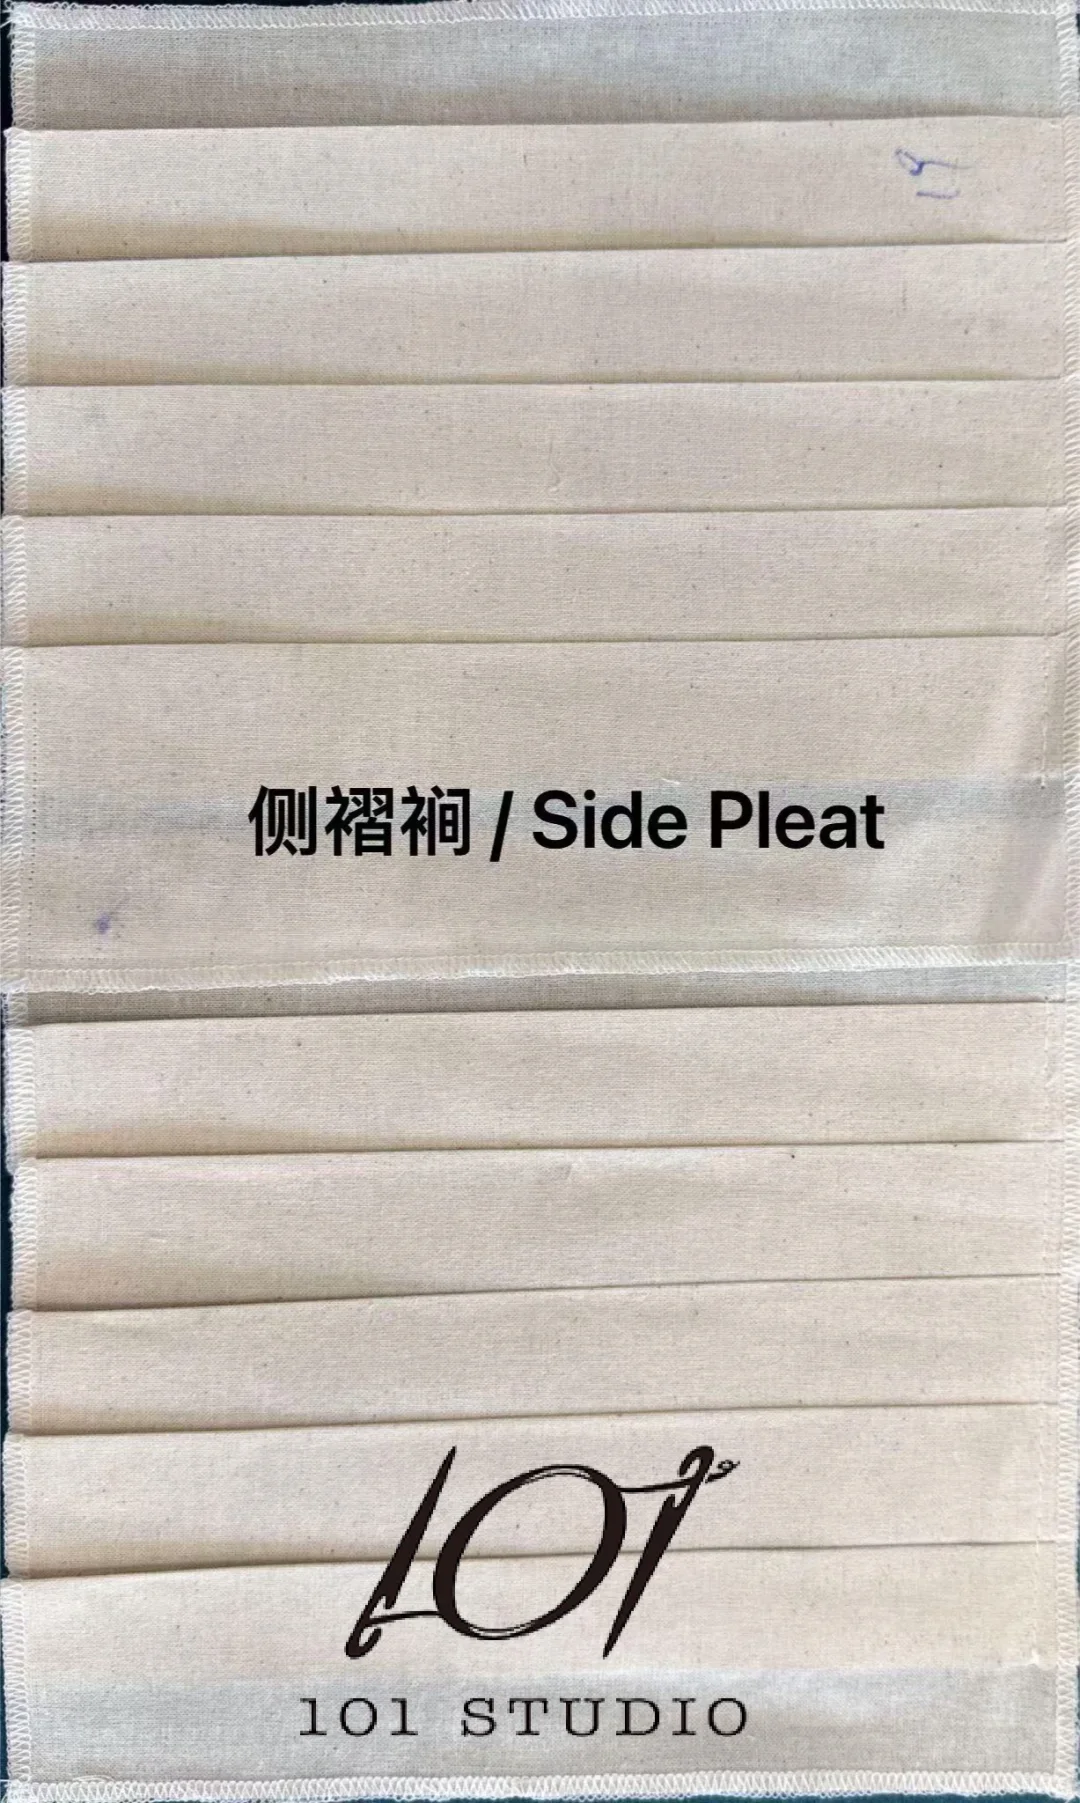 侧褶裥 / Side Pleat
101
101 STUDIO